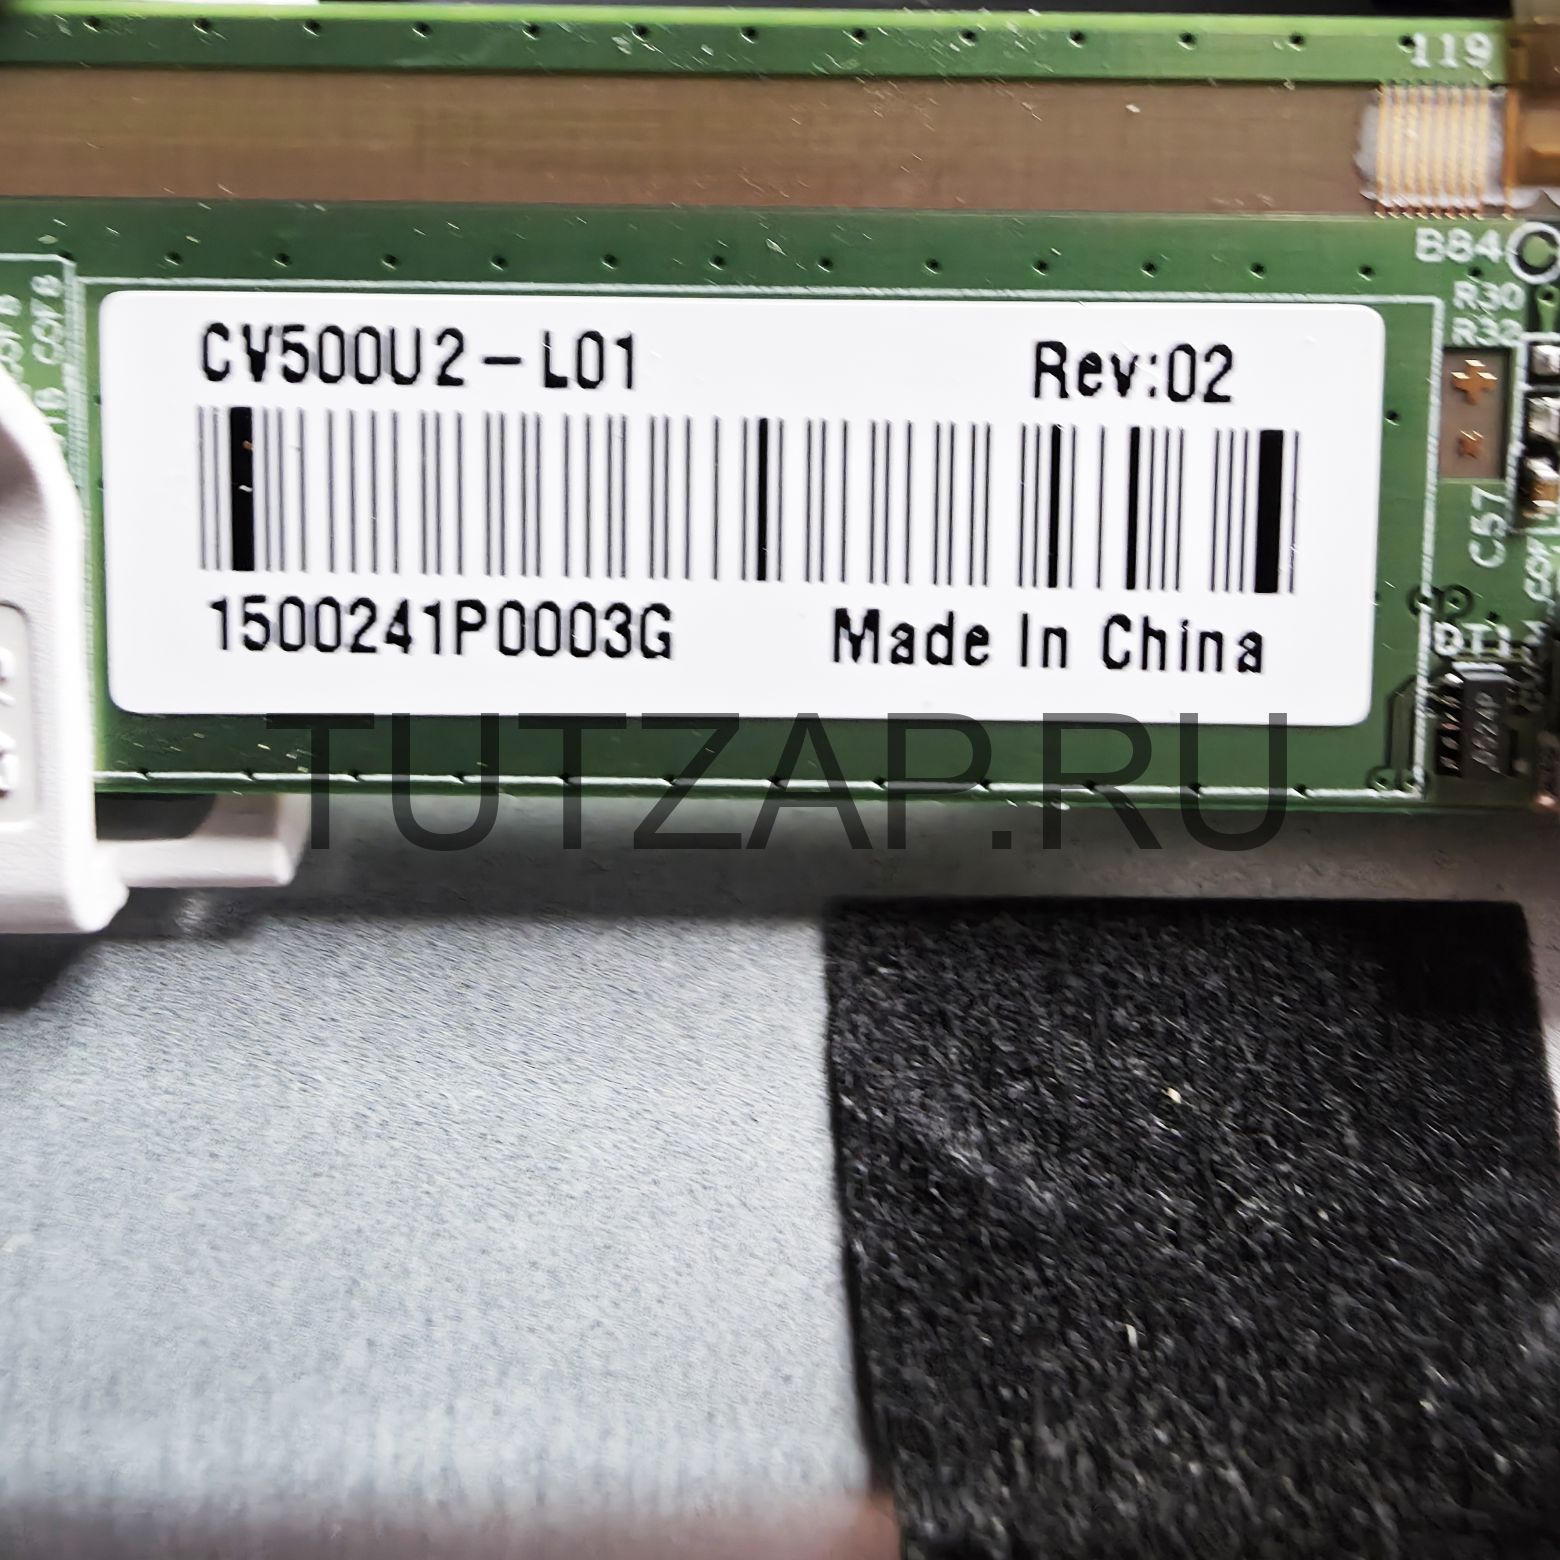 119
B84
R30
R32
CV500U2-L01 Rev:02
C57
1500241P0003G Made In China
TUTZAP.RU